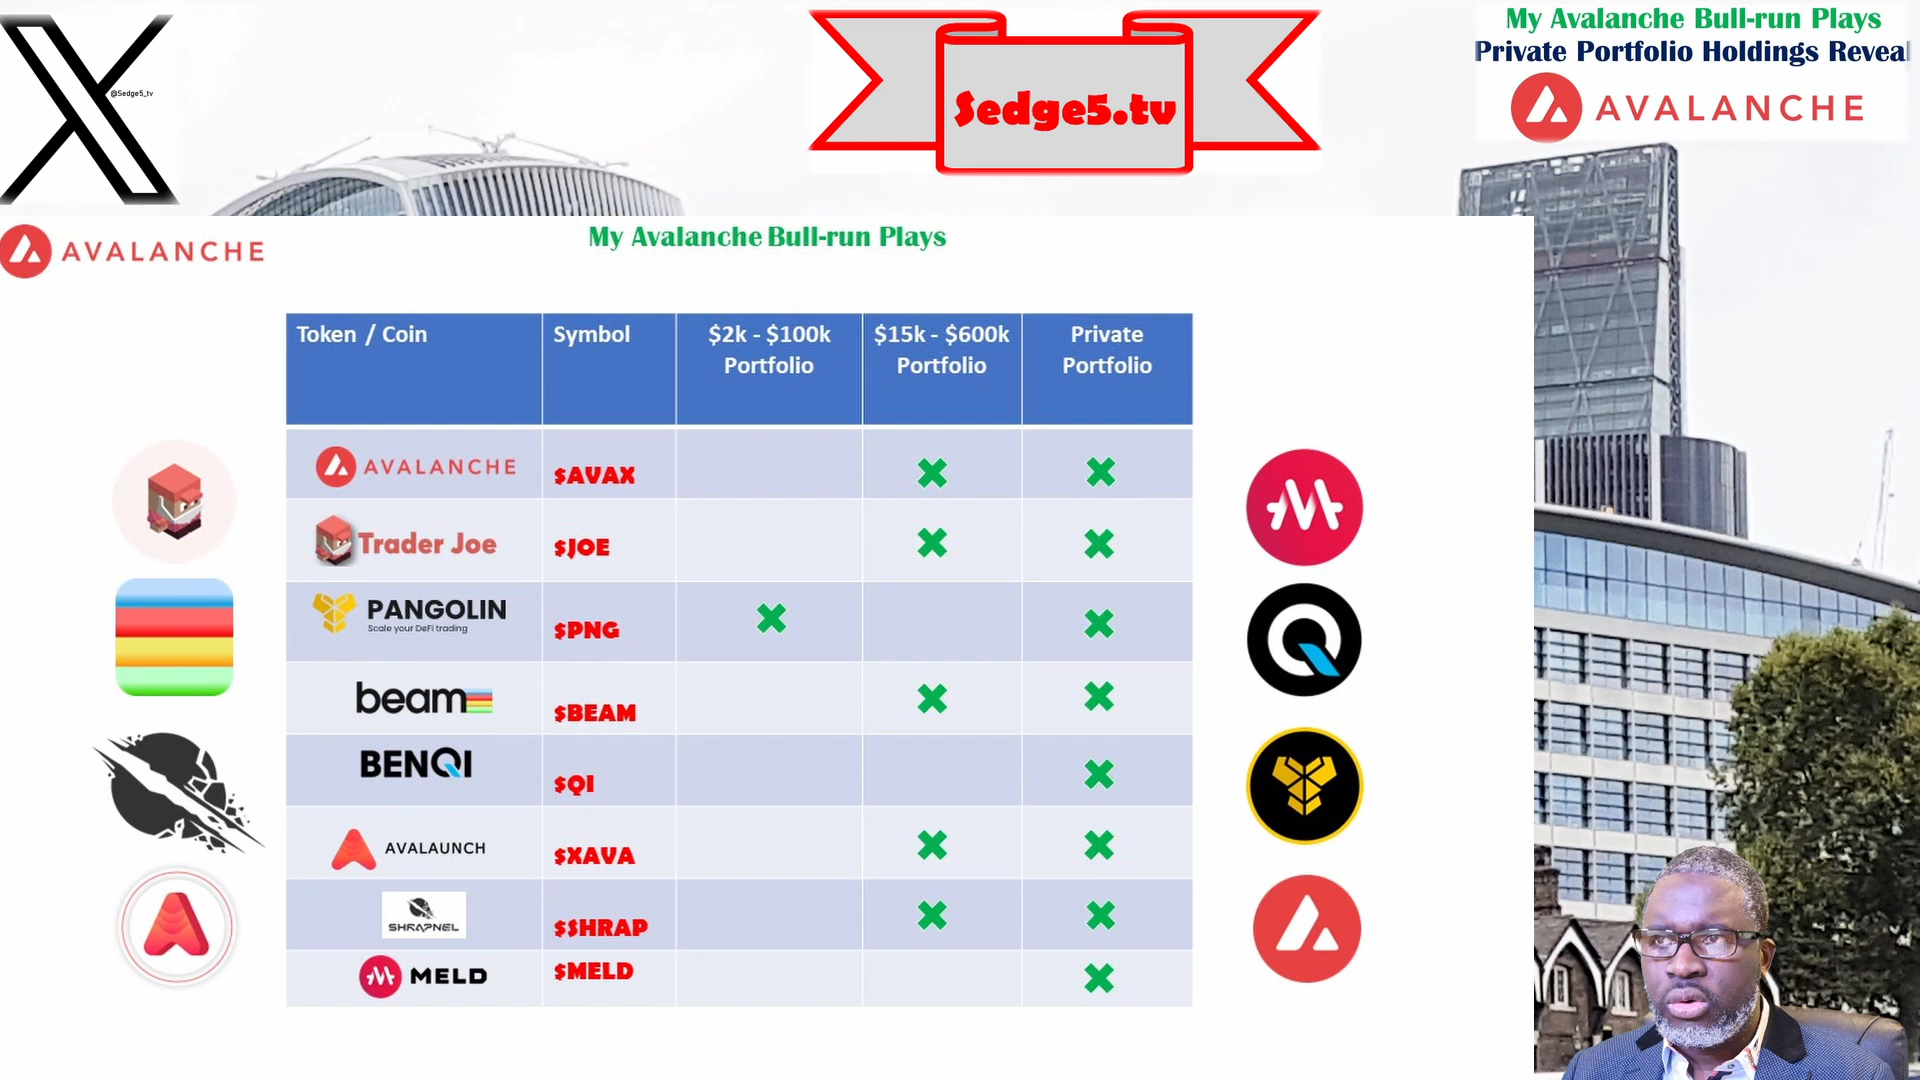 @Sedge5_tv
Sedge5.tv
My Avalanche Bull-run Plays
Private Portfolio Holdings Reveal
AVALANCHE
AVALANCHE
My Avalanche Bull-run Plays
Token / Coin
Symbol
$2k - $100k
Portfolio
$15k - $600k
Portfolio
Private
Portfolio
AVALANCHE
$AVAX
Trader Joe
$JOE
PANGOLIN
Scale your DeFi trading
$PNG
beam
$BEAM
BENQI
$QI
AVALAUNCH
$XAVA
SHRAPNEL
$SHRAP
MELD
$MELD